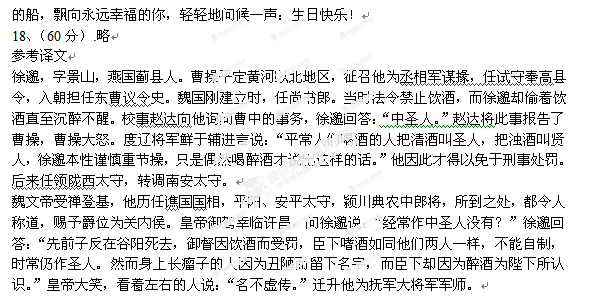 的船，飘向永远幸福的你，轻轻地问候一声：生日快乐！
18、（60分）.略
参考译文
徐邈，字景山，燕国蓟县人。曹操平定黄河以北地区，征召他为丞相军谋掾，任试守奉高县
令，入朝担任东曹议令史。魏国刚建立时，任尚书郎。当时法令禁止饮酒，而徐邈却偷着饮
酒直至沉醉不醒。校事赵达向他询问曹中的事务，徐邈回答：“中圣人。”赵达将此事报告了
曹操，曹操大怒。度辽将军鲜于辅进言说：“平常人们喝酒的人把清酒叫圣人，把浊酒叫贤
人，徐邈本性谨慎重节操，只是偶然喝醉酒才说出这样的话。”他因此才得以免于刑事处罚。
后来任领陇西太守，转调南安太守。
魏文帝受禅登基，他历任谯国国相，平阳、安平太守，颍川典农中郎将，所到之处，都令人
称道，赐予爵位为关内侯。皇帝御驾幸临许昌，问徐邈说：“经常作中圣人没有？”徐邈回
答：“先前子反在谷阳死去，御督因饮酒而受罚，臣下嗜酒如同他们两人一样，不能自制，
时常仍作圣人。然而身上长瘤子的人因为丑陋而留下名字，而臣下却因为醉酒为陛下所认
识。”皇帝大笑，看着左右的人说：“名不虚传。”迁升他为抚军大将军军师。